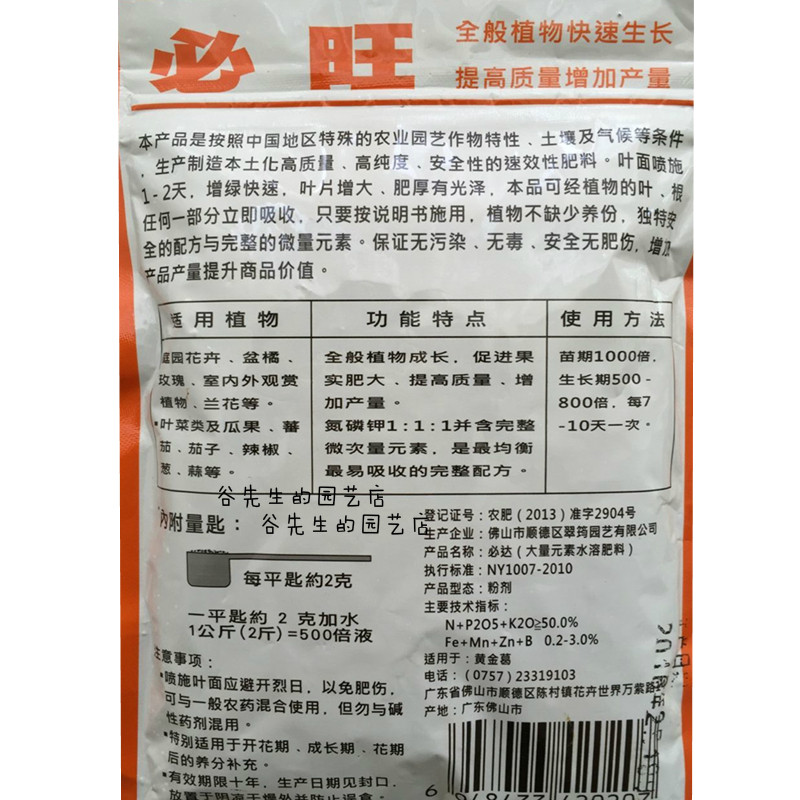 必旺
全般植物快速生长
提高质量增加产量
本产品是按照中国地区特殊的农业园艺作物特性、土壤及气候等条件
，生产制造本土化高质量、高纯度、安全性的速效性肥料。叶面喷施
1-2天，增绿快速，叶片增大、肥厚有光泽，本品可经植物的叶、根
任何一部分立即吸收，只要按说明书施用，植物不缺少养份，独特安
全的配方与完整的微量元素。保证无污染、无毒、安全无肥伤，增加
产品产量提升商品价值。
适用植物
庭园花卉、盆橘、
玫瑰、室内外观赏
植物、兰花等。
·叶菜类及瓜果、蕃
茄、茄子、辣椒、
葱、蒜等。
功能特点
全般植物成长，促进果
实肥大、提高质量、增
加产量。
氮磷钾1:1:1并含完整
微次量元素，是最均衡
最易吸收的完整配方。
使用方法
苗期1000倍，
生长期500-
800倍，每7
-10天一次。
谷先生的园艺店
谷先生的园艺店
內附量匙：
每平匙約2克
一平匙約 2 克加水
1公斤(2斤)=500倍液
注意事项：
·喷施叶面应避开烈日，以免肥伤，
可与一般农药混合使用，但勿与碱
性药剂混用。
·特别适用于开花期、成长期、花期
后的养分补充。
·有效期限十年，生产日期见封口，
登记证号：农肥（2013）准字2904号
生产企业：佛山市顺德区翠筠园艺有限公司
产品名称：必达（大量元素水溶肥料）
执行标准：NY1007-2010
产品型态：粉剂
主要技术指标：
N+P2O5+K2O≧50.0%
Fe+Mn+Zn+B 0.2-3.0%
适用于：黄金葛
电话：（0757）23319103
广东省佛山市顺德区陈村镇花卉世界万紫路
产地：广东佛山市